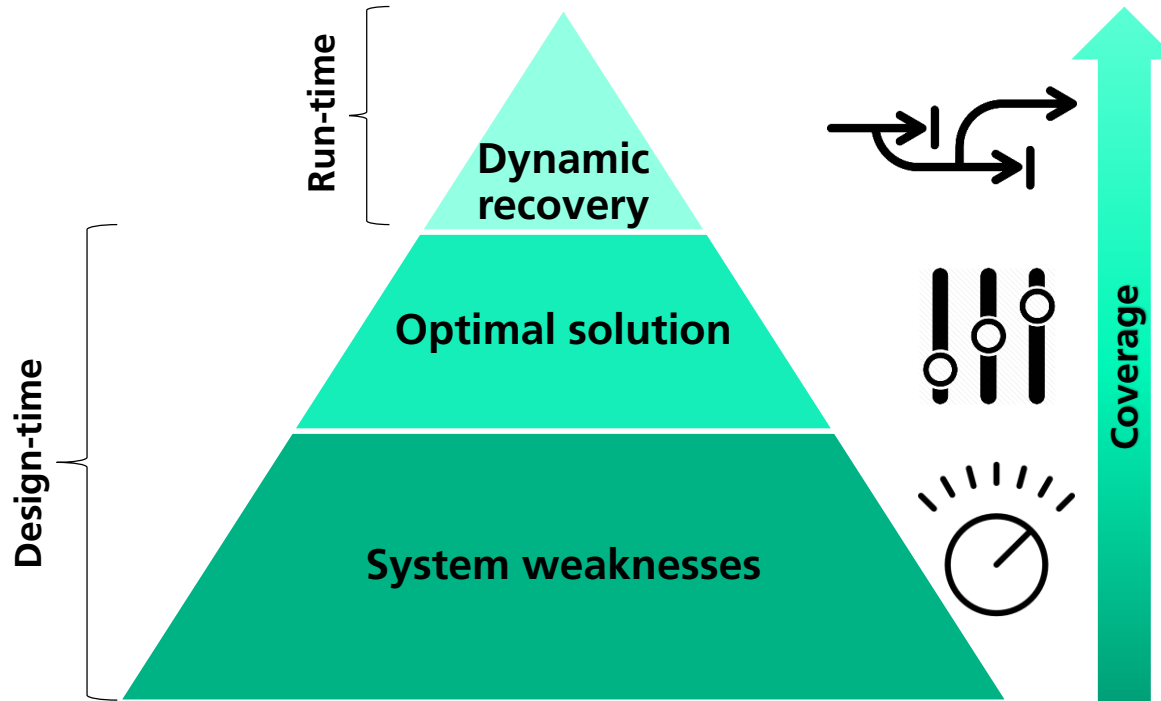 Run-time
Dynamic
recovery
Optimal solution
Design-time
System weaknesses
Coverage